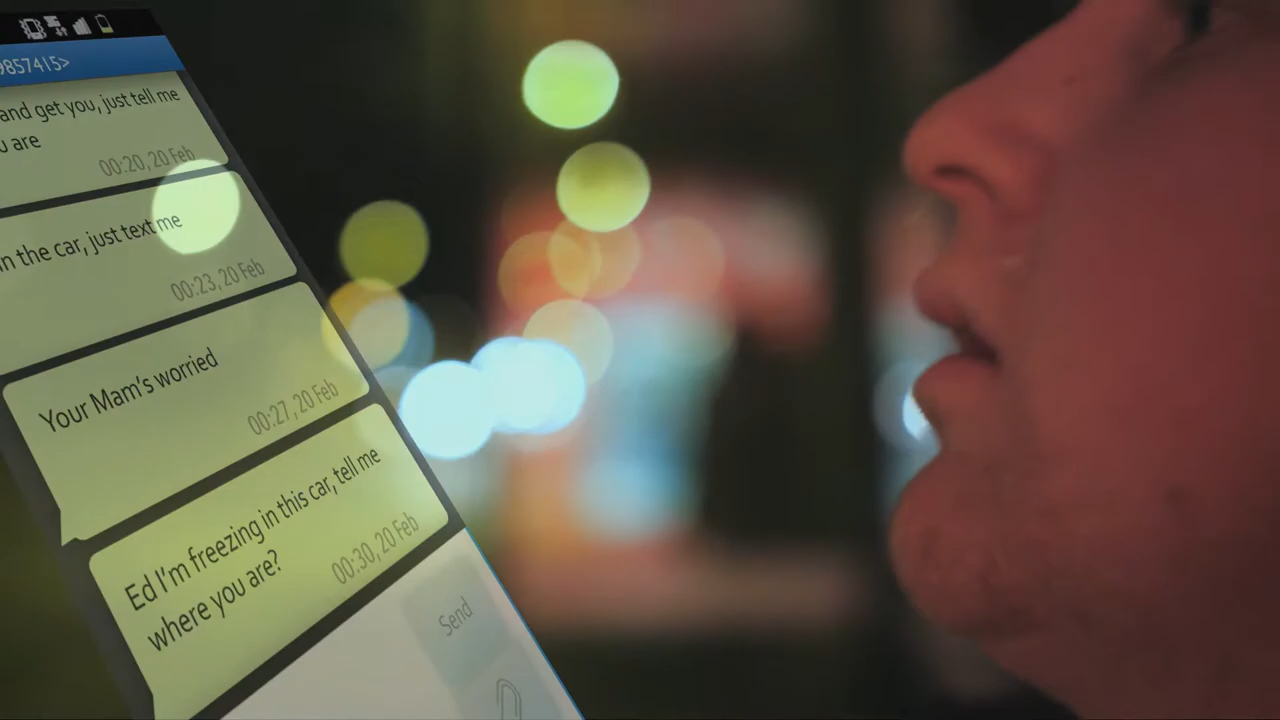 9857415>
and get you, just tell me
u are
00:20, 20 Feb
n the car, just text me
00:23, 20 Feb
Your Mam's worried
00:27, 20 Feb
Ed I'm freezing in this car, tell me
where you are?
00:30, 20 Feb
Send